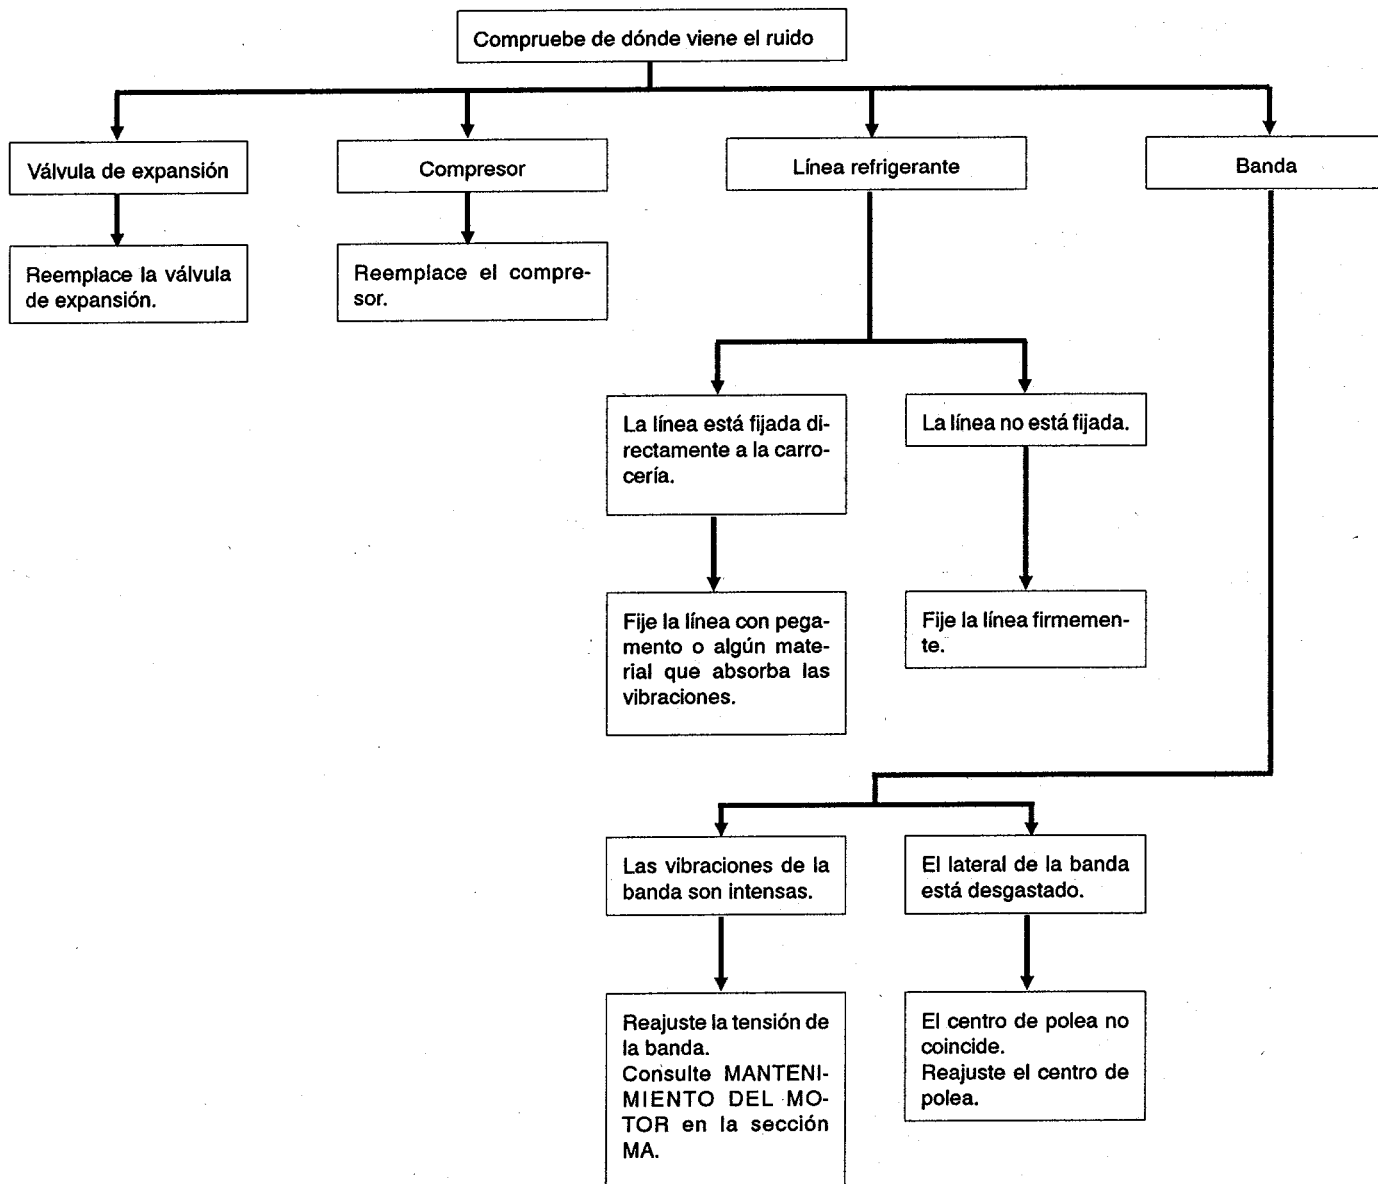 Compruebe de dónde viene el ruido
Válvula de expansión
Compresor
Línea refrigerante
Banda
Reemplace la válvula
de expansión.
Reemplace el compre-
sor.
La línea está fijada di-
rectamente a la carro-
cería.
La línea no está fijada.
Fije la línea con pega-
mento o algún mate-
rial que absorba las
vibraciones.
Fije la línea firmemen-
te.
Las vibraciones de la
banda son intensas.
El lateral de la banda
está desgastado.
Reajuste la tensión de
la banda.
Consulte MANTENI-
MIENTO DEL MO-
TOR en la sección
MA.
El centro de polea no
coincide.
Reajuste el centro de
polea.